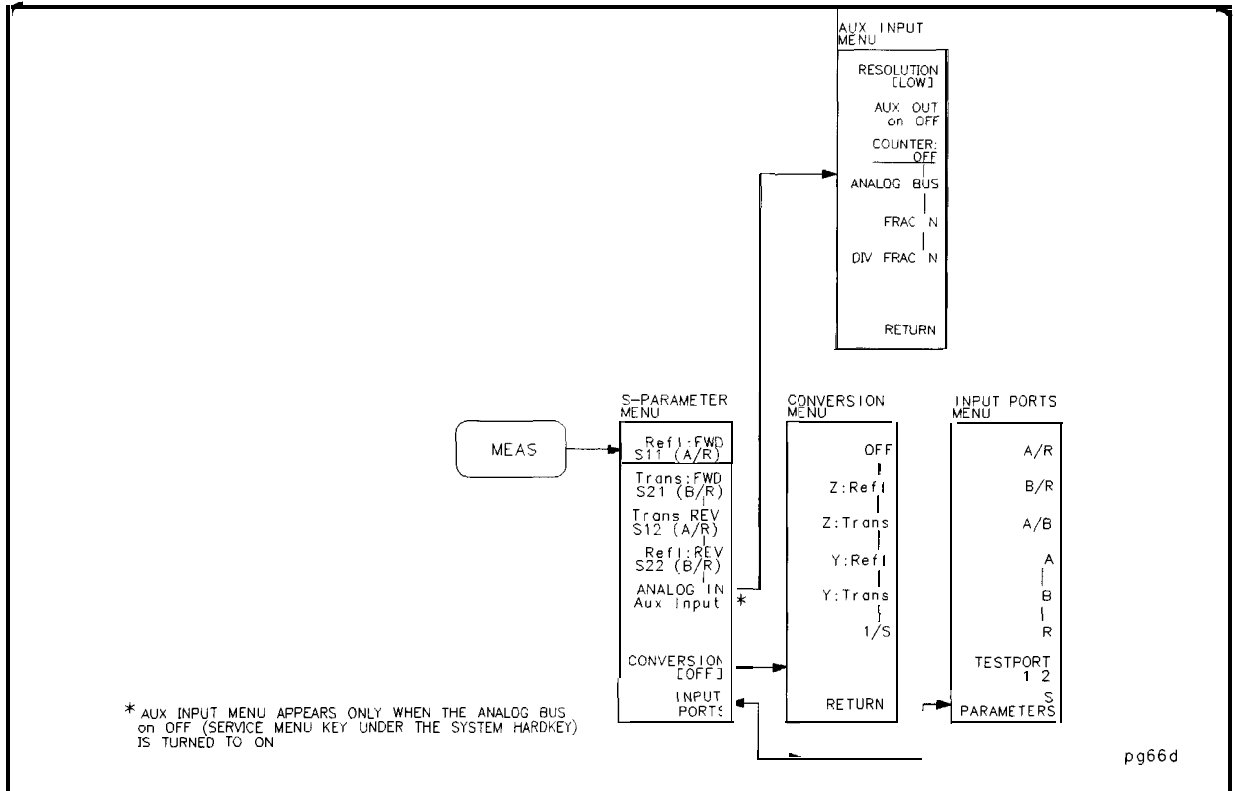 AUX INPUT
MENU
RESOLUTION
[LOW]
AUX OUT
on OFF
COUNTER:
OFF
ANALOG BUS
FRAC N
DIV FRAC N
RETURN
MEAS
S-PARAMETER
MENU
Refl:FWD
S11 (A/R)
Trans:FWD
S21 (B/R)
Trans REV
S12 (A/R)
Refl:REV
S22 (B/R)
ANALOG IN
Aux Input *
CONVERSION
[OFF]
INPUT
PORTS
CONVERSION
MENU
OFF
Z:Refl
Z:Trans
Y:Refl
Y:Trans
1/S
RETURN
INPUT PORTS
MENU
A/R
B/R
A/B
A
B
R
TESTPORT
1 2
S
PARAMETERS
* AUX INPUT MENU APPEARS ONLY WHEN THE ANALOG BUS
on OFF (SERVICE MENU KEY UNDER THE SYSTEM HARDKEY)
IS TURNED TO ON
pg66d